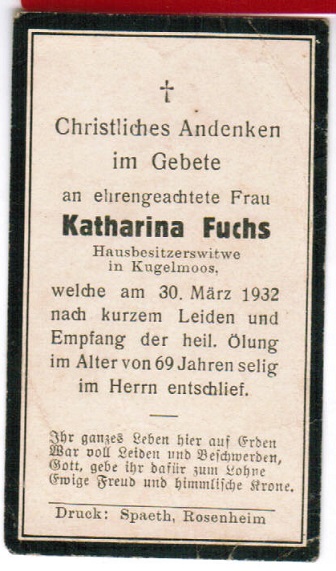 Christliches Andenken
im Gebete
an ehrengeachtete Frau
Katharina Fuchs
Hausbesitzerswitwe
in Kugelmoos,
welche am 30. März 1932
nach kurzem Leiden und
Empfang der heil. Ölung
im Alter von 69 Jahren selig
im Herrn entschlief.
Ihr ganzes Leben hier auf Erden
War voll Leiden und Beschwerden,
Gott, gebe ihr dafür zum Lohne
Ewige Freud und himmlische Krone.
Druck: Spaeth, Rosenheim